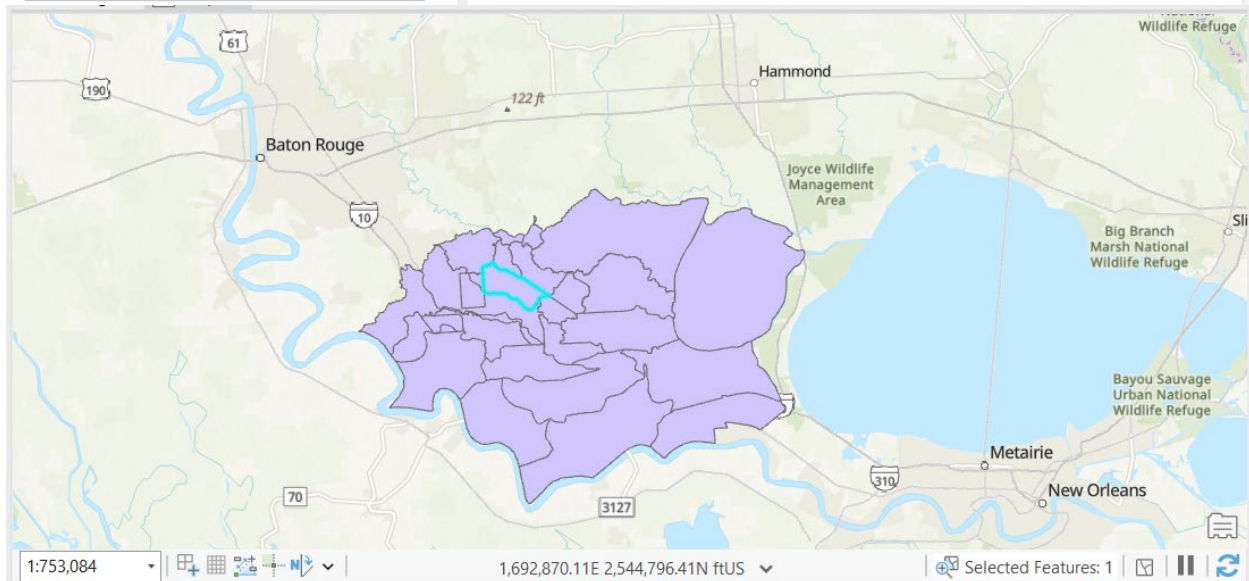 Wildlife Refuge
61
190
122 ft
Hammond
Baton Rouge
Joyce Wildlife
Management
Area
10
Sli
Big Branch
Marsh National
Wildlife Refuge
Bayou Sauvage
Urban National
Wildlife Refuge
Metairie
310
New Orleans
70
3127
1:753,084
N
1,692,870.11E 2,544,796.41N ftUS
Selected Features: 1